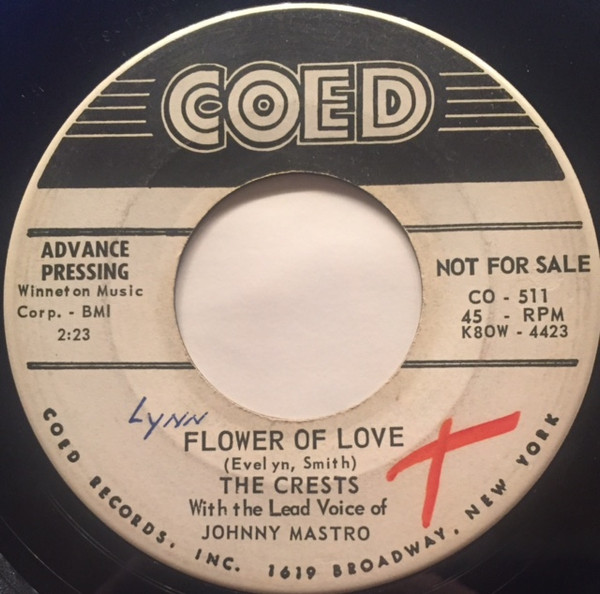 COED
ADVANCE
PRESSING
Winneton Music
Corp. - BMI
2:23
NOT FOR SALE
CO - 511
45 - RPM
K8OW - 4423
Lynn
FLOWER OF LOVE
(Evelyn, Smith)
THE CRESTS
With the Lead Voice of
JOHNNY MASTRO
COED RECORDS, INC. 1619 BROADWAY, NEW YORK